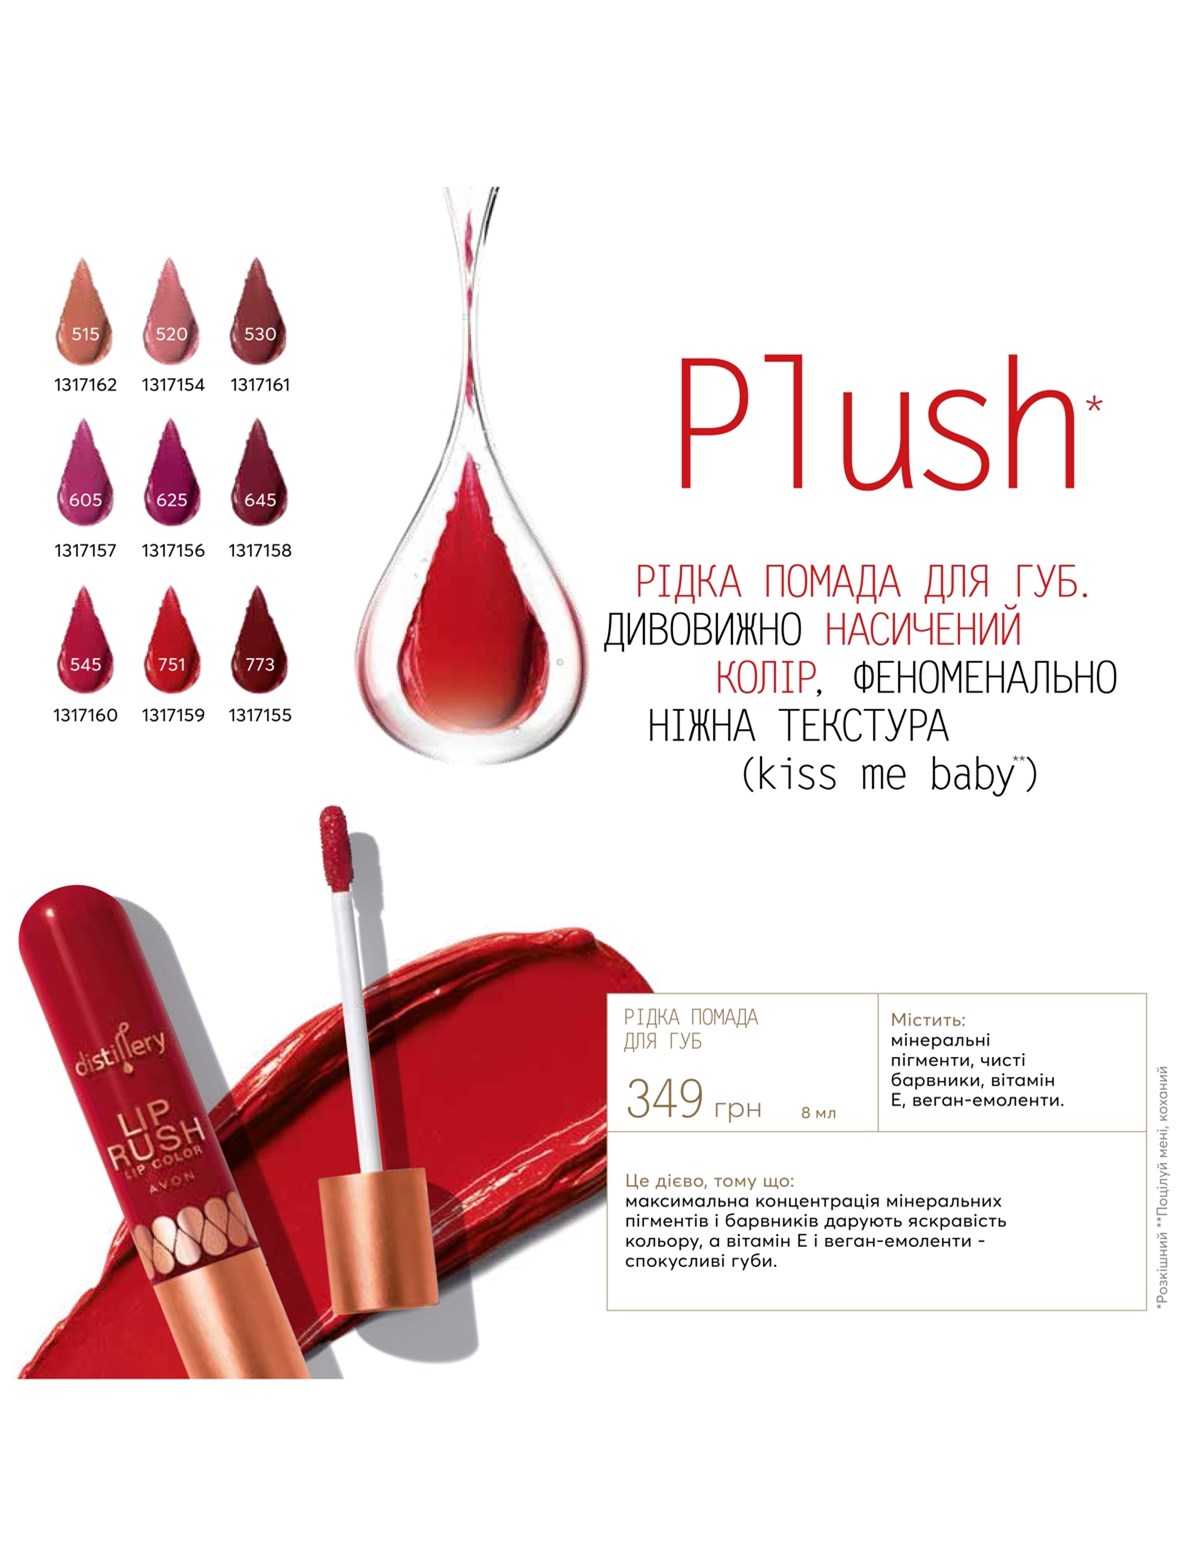 515 520 530
1317162 1317154 1317161
605 625 645
1317157 1317156 1317158
545 751 773
1317160 1317159 1317155
Plush*
РІДКА ПОМАДА ДЛЯ ГУБ.
ДИВОВИЖНО НАСИЧЕНИЙ
КОЛІР, ФЕНОМЕНАЛЬНО
НІЖНА ТЕКСТУРА
(kiss me baby**)
distillery
LIP
RUSH
LIP COLOR
AVON
РІДКА ПОМАДА
ДЛЯ ГУБ
349 грн 8 мл
Містить:
мінеральні
пігменти, чисті
барвники, вітамін
Е, веган-емоленти.
Це дієво, тому що:
максимальна концентрація мінеральних
пігментів і барвників дарують яскравість
кольору, а вітамін Е і веган-емоленти -
спокусливі губи.
*Розкішний **Поцілуй мені, коханий